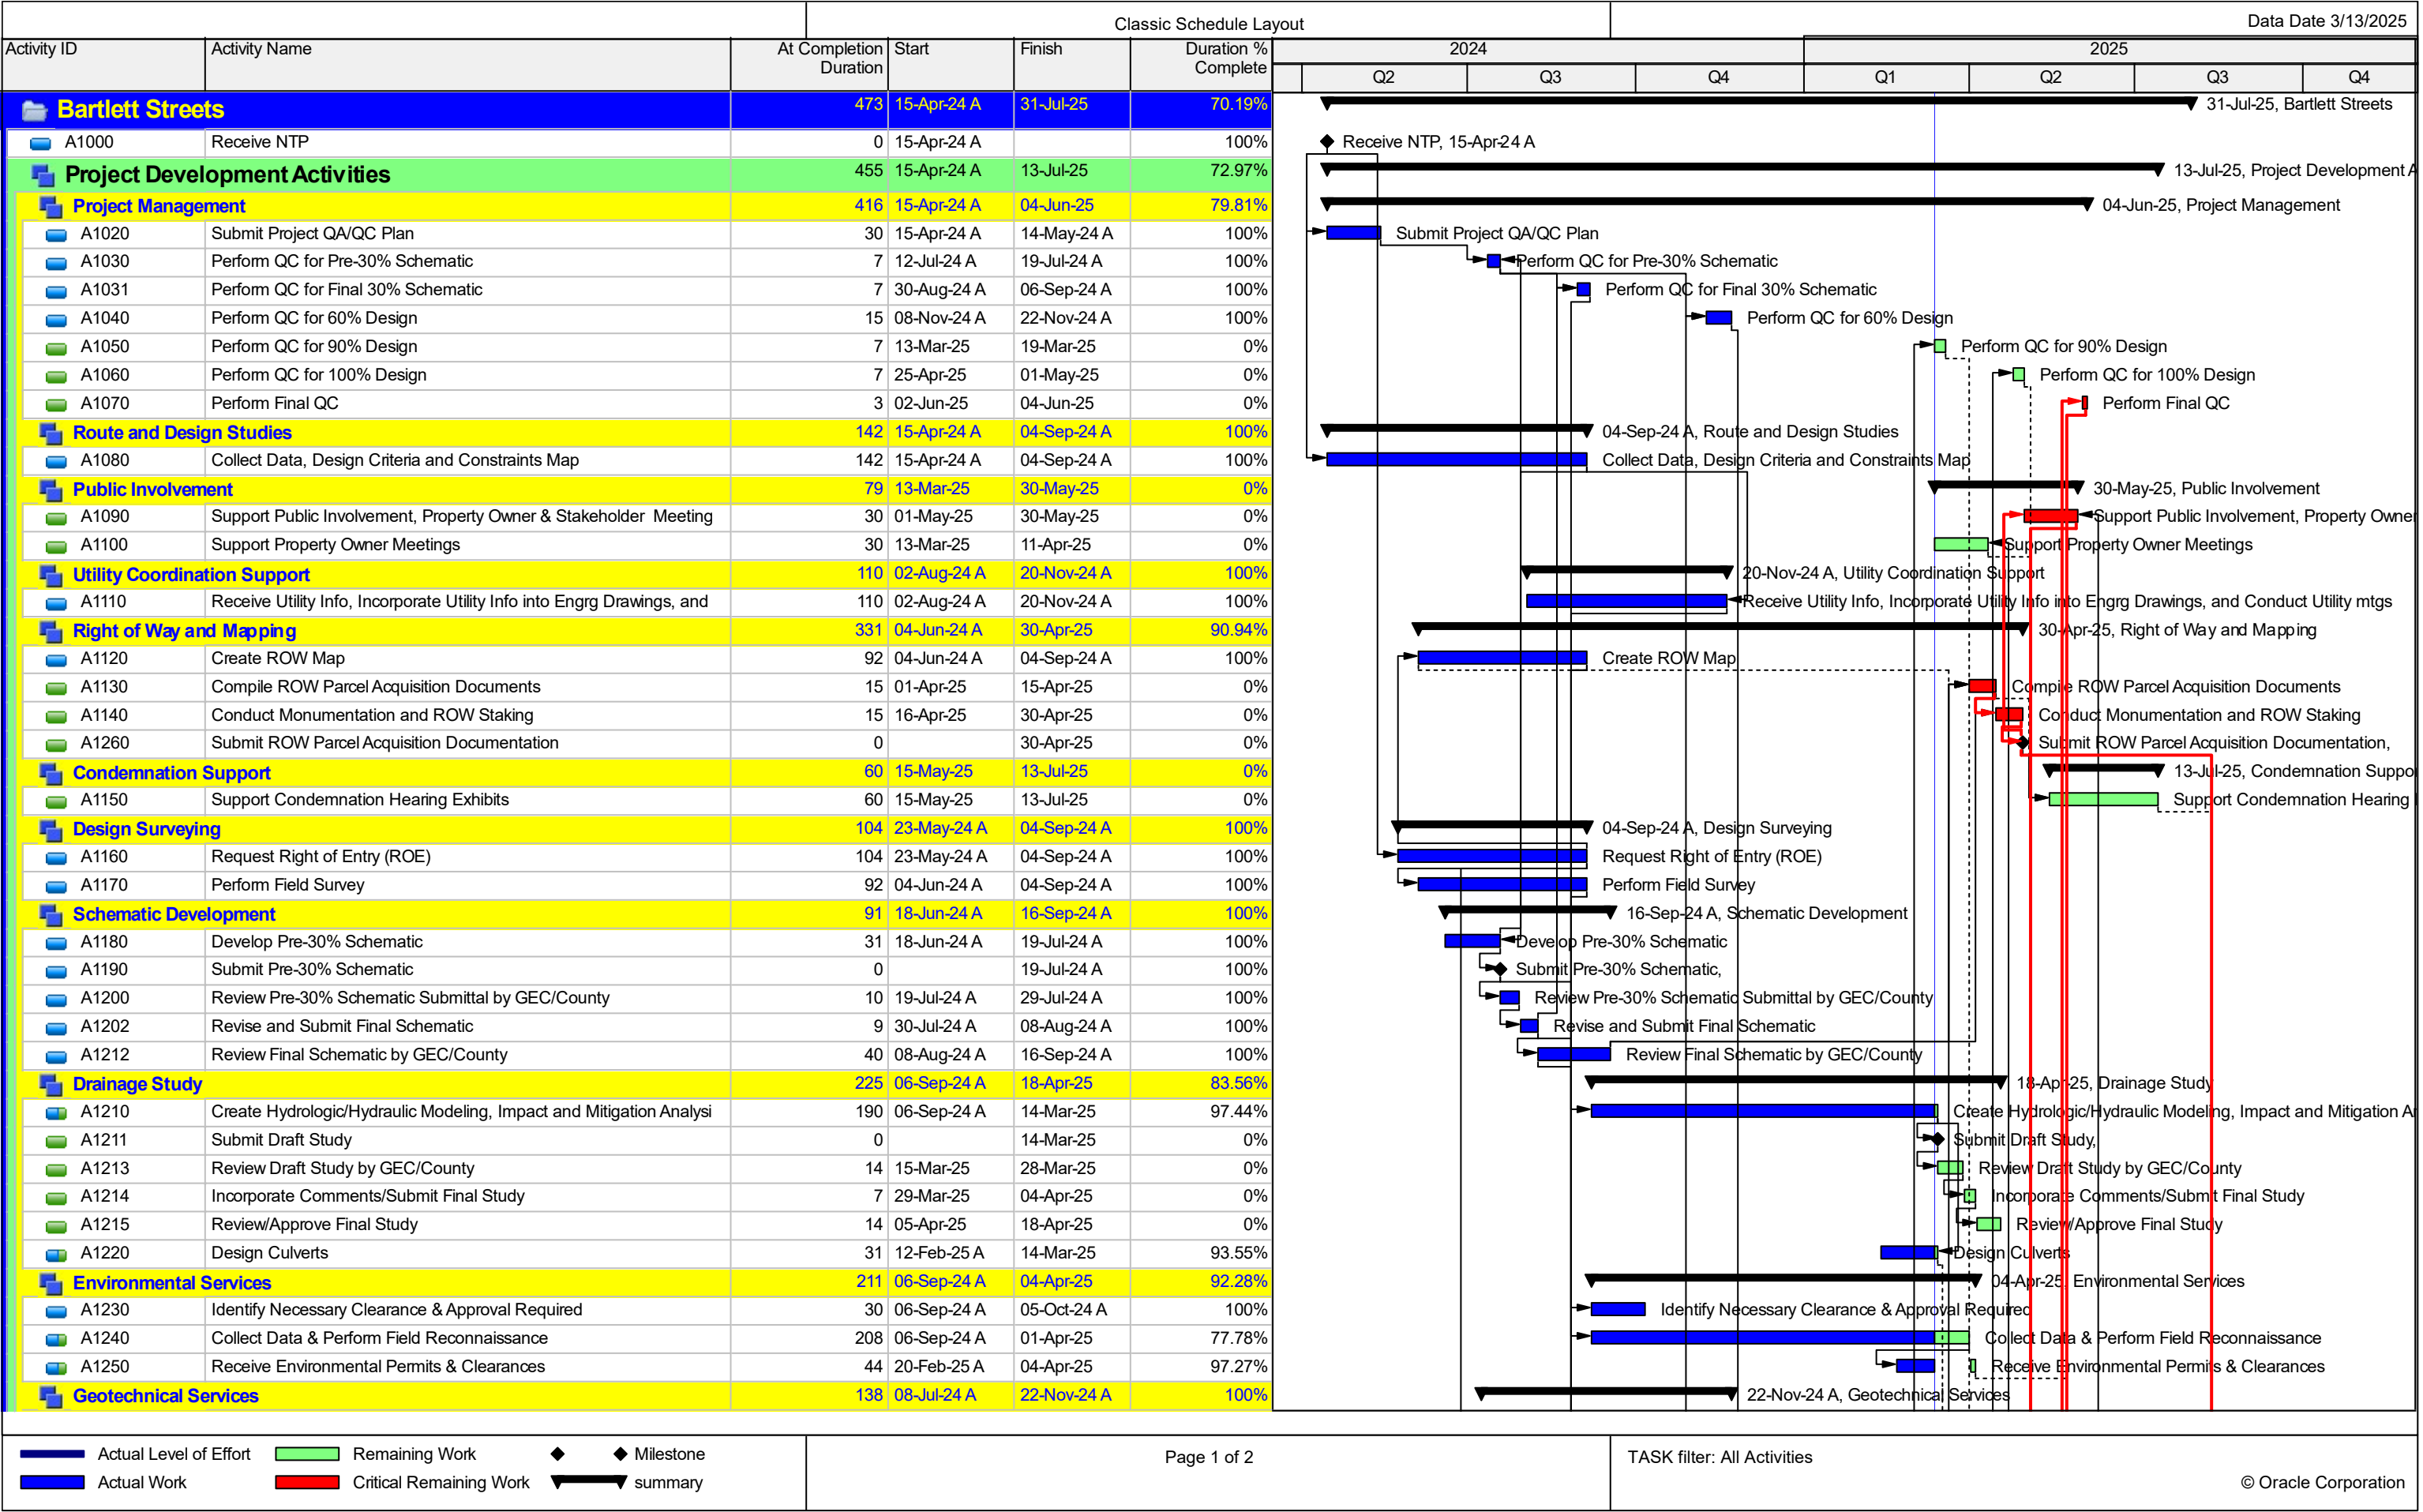 Classic Schedule Layout
Data Date 3/13/2025
Activity ID Activity Name At Completion Duration Start Finish Duration % Complete 2024 2025
Q2 Q3 Q4 Q1 Q2 Q3 Q4
Bartlett Streets 473 15-Apr-24 A 31-Jul-25 70.19% 31-Jul-25, Bartlett Streets
A1000 Receive NTP 0 15-Apr-24 A 100% Receive NTP, 15-Apr-24 A
Project Development Activities 455 15-Apr-24 A 13-Jul-25 72.97% 13-Jul-25, Project Development A
Project Management 416 15-Apr-24 A 04-Jun-25 79.81% 04-Jun-25, Project Management
A1020 Submit Project QA/QC Plan 30 15-Apr-24 A 14-May-24 A 100% Submit Project QA/QC Plan
A1030 Perform QC for Pre-30% Schematic 7 12-Jul-24 A 19-Jul-24 A 100% Perform QC for Pre-30% Schematic
A1031 Perform QC for Final 30% Schematic 7 30-Aug-24 A 06-Sep-24 A 100% Perform QC for Final 30% Schematic
A1040 Perform QC for 60% Design 15 08-Nov-24 A 22-Nov-24 A 100% Perform QC for 60% Design
A1050 Perform QC for 90% Design 7 13-Mar-25 19-Mar-25 0% Perform QC for 90% Design
A1060 Perform QC for 100% Design 7 25-Apr-25 01-May-25 0% Perform QC for 100% Design
A1070 Perform Final QC 3 02-Jun-25 04-Jun-25 0% Perform Final QC
Route and Design Studies 142 15-Apr-24 A 04-Sep-24 A 100% 04-Sep-24 A, Route and Design Studies
A1080 Collect Data, Design Criteria and Constraints Map 142 15-Apr-24 A 04-Sep-24 A 100% Collect Data, Design Criteria and Constraints Map
Public Involvement 79 13-Mar-25 30-May-25 0% 30-May-25, Public Involvement
A1090 Support Public Involvement, Property Owner & Stakeholder Meeting 30 01-May-25 30-May-25 0% Support Public Involvement, Property Owner
A1100 Support Property Owner Meetings 30 13-Mar-25 11-Apr-25 0% Support Property Owner Meetings
Utility Coordination Support 110 02-Aug-24 A 20-Nov-24 A 100% 20-Nov-24 A, Utility Coordination Support
A1110 Receive Utility Info, Incorporate Utility Info into Engrg Drawings, and 110 02-Aug-24 A 20-Nov-24 A 100% Receive Utility Info, Incorporate Utility Info into Engrg Drawings, and Conduct Utility mtgs
Right of Way and Mapping 331 04-Jun-24 A 30-Apr-25 90.94% 30-Apr-25, Right of Way and Mapping
A1120 Create ROW Map 92 04-Jun-24 A 04-Sep-24 A 100% Create ROW Map
A1130 Compile ROW Parcel Acquisition Documents 15 01-Apr-25 15-Apr-25 0% Compile ROW Parcel Acquisition Documents
A1140 Conduct Monumentation and ROW Staking 15 16-Apr-25 30-Apr-25 0% Conduct Monumentation and ROW Staking
A1260 Submit ROW Parcel Acquisition Documentation 0 30-Apr-25 0% Submit ROW Parcel Acquisition Documentation,
Condemnation Support 60 15-May-25 13-Jul-25 0% 13-Jul-25, Condemnation Suppo
A1150 Support Condemnation Hearing Exhibits 60 15-May-25 13-Jul-25 0% Support Condemnation Hearing
Design Surveying 104 23-May-24 A 04-Sep-24 A 100% 04-Sep-24 A, Design Surveying
A1160 Request Right of Entry (ROE) 104 23-May-24 A 04-Sep-24 A 100% Request Right of Entry (ROE)
A1170 Perform Field Survey 92 04-Jun-24 A 04-Sep-24 A 100% Perform Field Survey
Schematic Development 91 18-Jun-24 A 16-Sep-24 A 100% 16-Sep-24 A, Schematic Development
A1180 Develop Pre-30% Schematic 31 18-Jun-24 A 19-Jul-24 A 100% Develop Pre-30% Schematic
A1190 Submit Pre-30% Schematic 0 19-Jul-24 A 100% Submit Pre-30% Schematic,
A1200 Review Pre-30% Schematic Submittal by GEC/County 10 19-Jul-24 A 29-Jul-24 A 100% Review Pre-30% Schematic Submittal by GEC/County
A1202 Revise and Submit Final Schematic 9 30-Jul-24 A 08-Aug-24 A 100% Revise and Submit Final Schematic
A1212 Review Final Schematic by GEC/County 40 08-Aug-24 A 16-Sep-24 A 100% Review Final Schematic by GEC/County
Drainage Study 225 06-Sep-24 A 18-Apr-25 83.56% 18-Apr-25, Drainage Study
A1210 Create Hydrologic/Hydraulic Modeling, Impact and Mitigation Analysi 190 06-Sep-24 A 14-Mar-25 97.44% Create Hydrologic/Hydraulic Modeling, Impact and Mitigation A
A1211 Submit Draft Study 0 14-Mar-25 0% Submit Draft Study,
A1213 Review Draft Study by GEC/County 14 15-Mar-25 28-Mar-25 0% Review Draft Study by GEC/County
A1214 Incorporate Comments/Submit Final Study 7 29-Mar-25 04-Apr-25 0% Incorporate Comments/Submit Final Study
A1215 Review/Approve Final Study 14 05-Apr-25 18-Apr-25 0% Review/Approve Final Study
A1220 Design Culverts 31 12-Feb-25 A 14-Mar-25 93.55% Design Culverts
Environmental Services 211 06-Sep-24 A 04-Apr-25 92.28% 04-Apr-25, Environmental Services
A1230 Identify Necessary Clearance & Approval Required 30 06-Sep-24 A 05-Oct-24 A 100% Identify Necessary Clearance & Approval Required
A1240 Collect Data & Perform Field Reconnaissance 208 06-Sep-24 A 01-Apr-25 77.78% Collect Data & Perform Field Reconnaissance
A1250 Receive Environmental Permits & Clearances 44 20-Feb-25 A 04-Apr-25 97.27% Receive Environmental Permits & Clearances
Geotechnical Services 138 08-Jul-24 A 22-Nov-24 A 100% 22-Nov-24 A, Geotechnical Services
Actual Level of Effort Remaining Work Milestone
Actual Work Critical Remaining Work summary
Page 1 of 2
TASK filter: All Activities
© Oracle Corporation